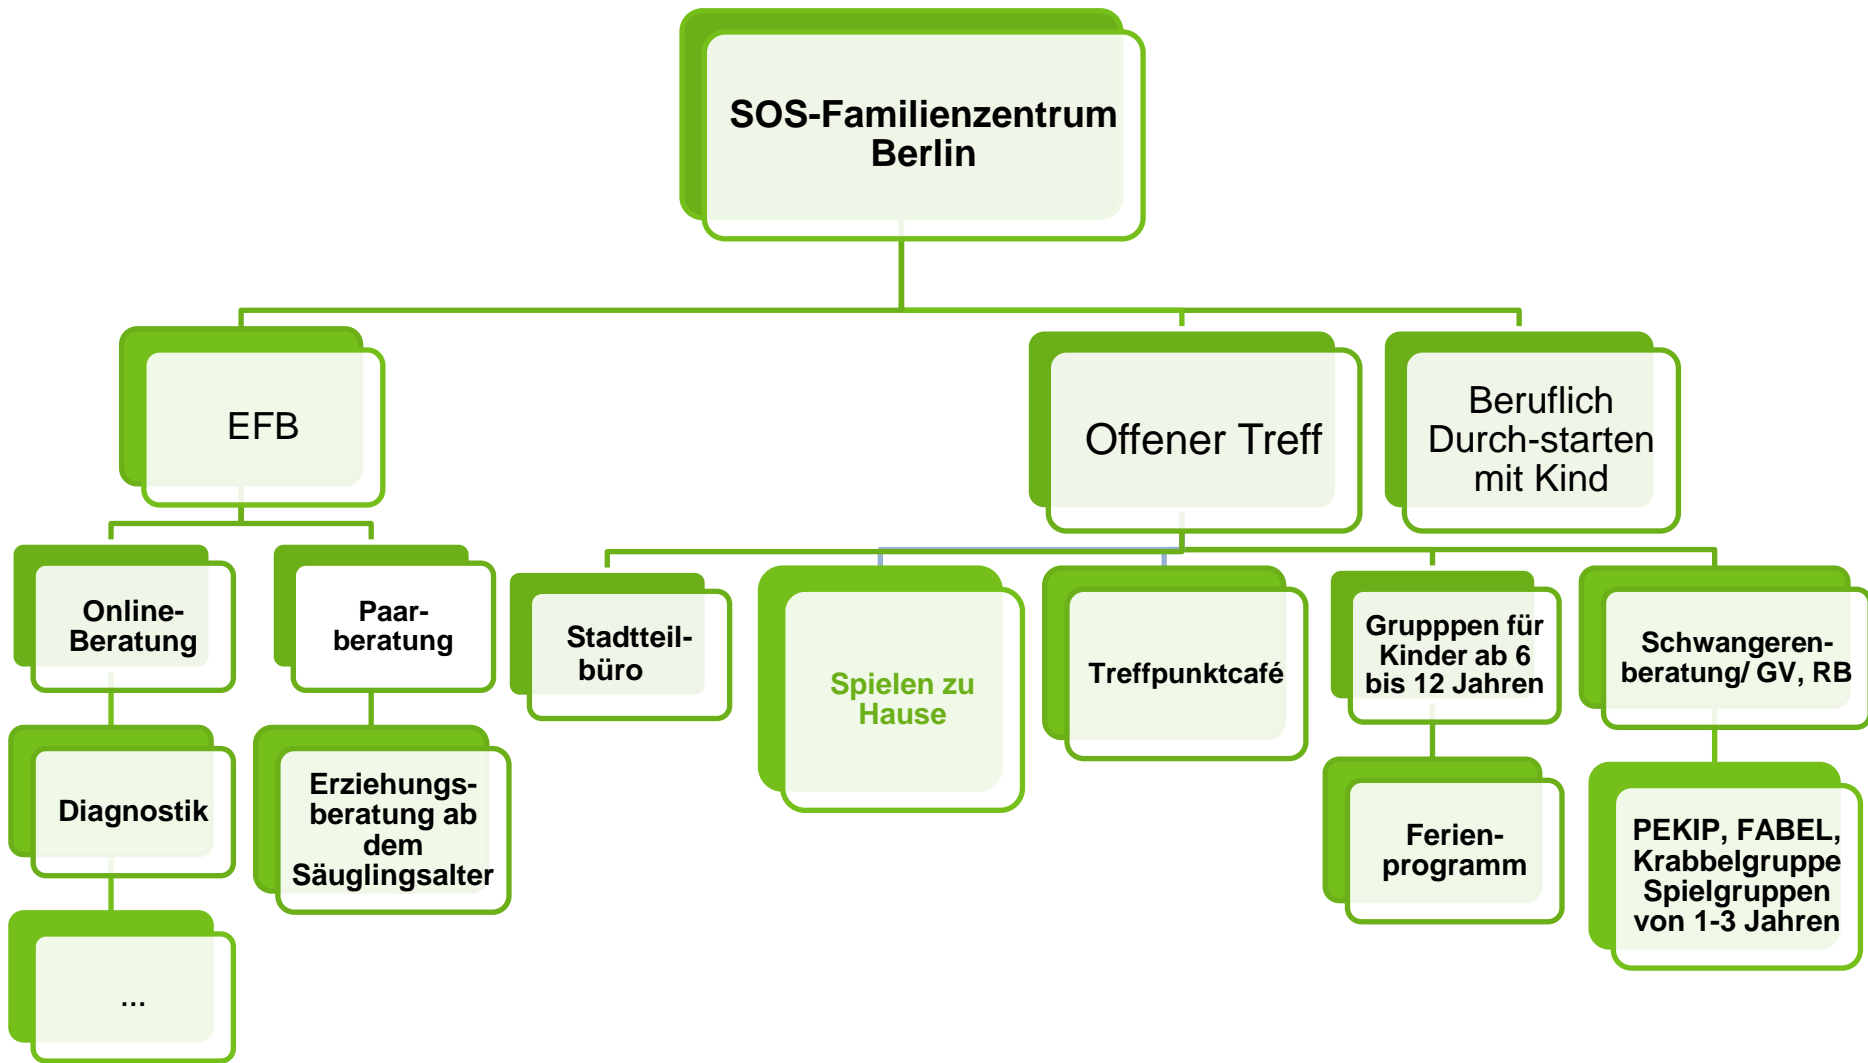 SOS-Familienzentrum
Berlin
EFB
Offener Treff
Beruflich
Durch-starten
mit Kind
Online-
Beratung
Paar-
beratung
Stadtteil-
büro
Spielen zu
Hause
Treffpunktcafé
Grupppen für
Kinder ab 6
bis 12 Jahren
Schwangeren-
beratung/ GV, RB
Diagnostik
Erziehungs-
beratung ab
dem
Säuglingsalter
Ferien-
programm
PEKIP, FABEL,
Krabbelgruppe
Spielgruppen
von 1-3 Jahren
...